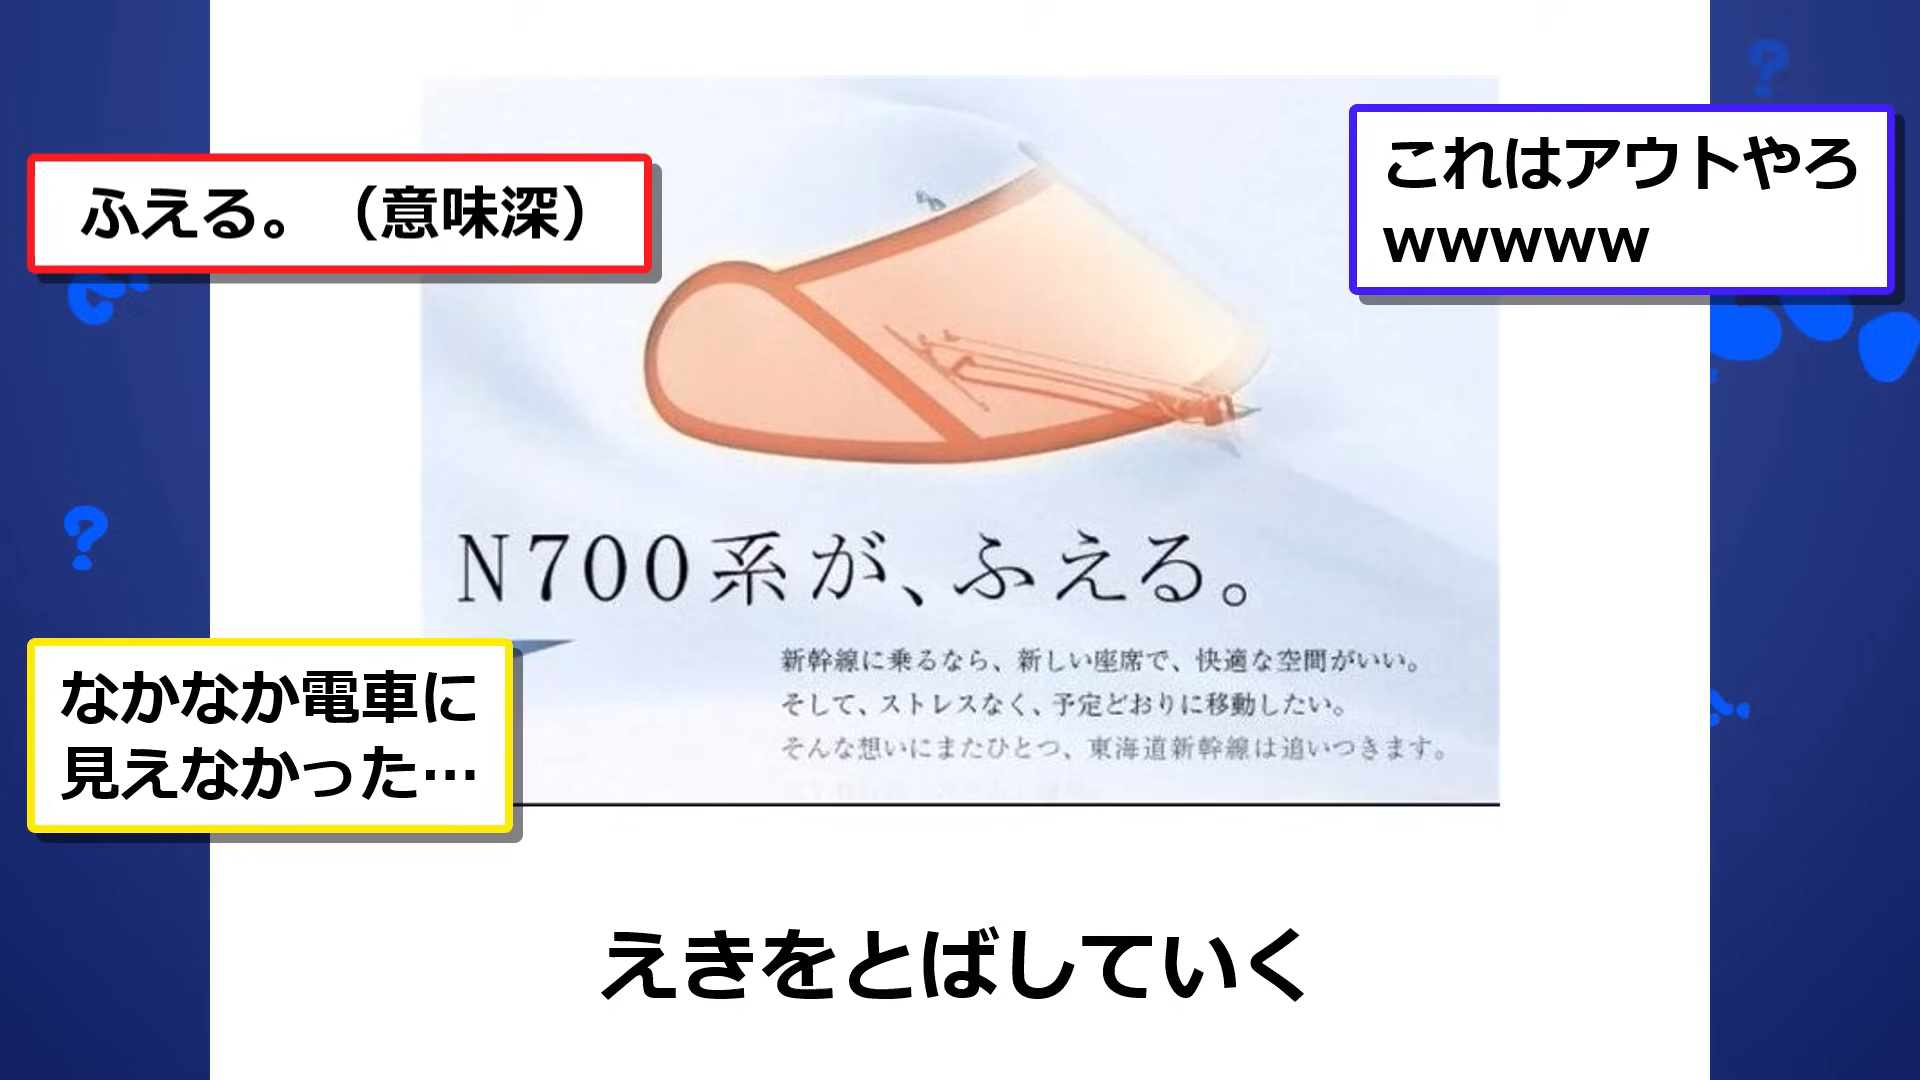 ふえる。（意味深）
これはアウトやろ
wwwww
N700系が、ふえる。
新幹線に乗るなら、新しい座席で、快適な空間がいい。
そして、ストレスなく、予定どおりに移動したい。
そんな想いにまたひとつ、東海道新幹線は追いつきます。
なかなか電車に
見えなかった…
えきをとばしていく